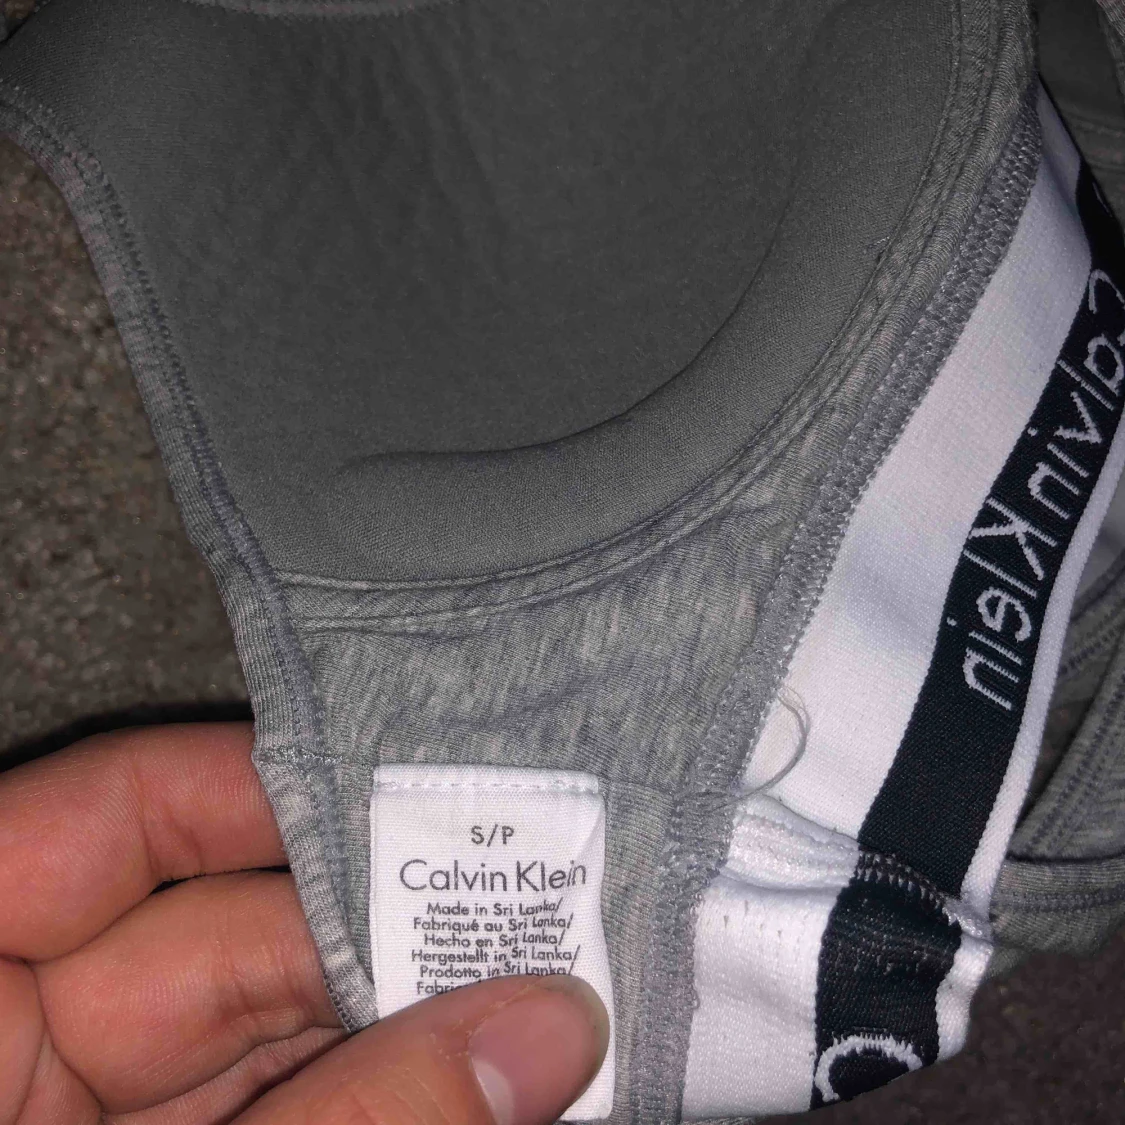 S/P
Calvin Klein
Made in Sri Lanka/
Fabriqué au Sri Lanka/
Hecho en Sri Lanka/
Hergestellt in Sri Lanka/
Prodotto in Sri Lanka/
Calvin Klein
C